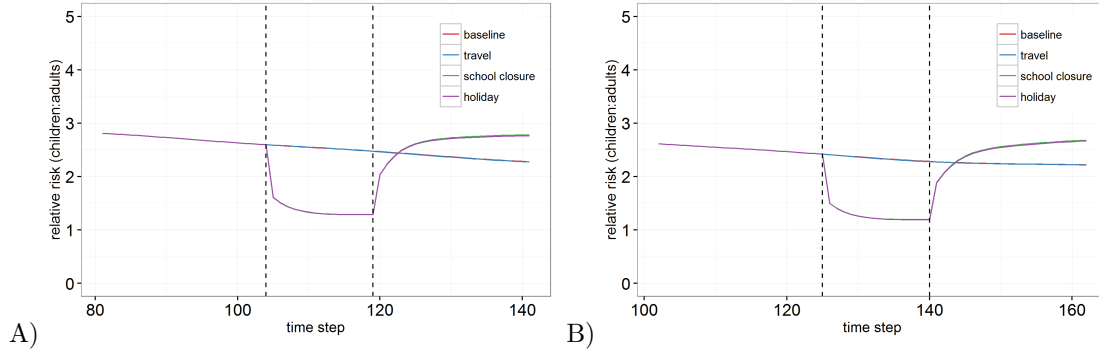 5
4
3
2
1
0
relative risk (children:adults)
80
100
120
140
time step
baseline
travel
school closure
holiday
A)
5
4
3
2
1
0
relative risk (children:adults)
100
120
140
160
time step
baseline
travel
school closure
holiday
B)